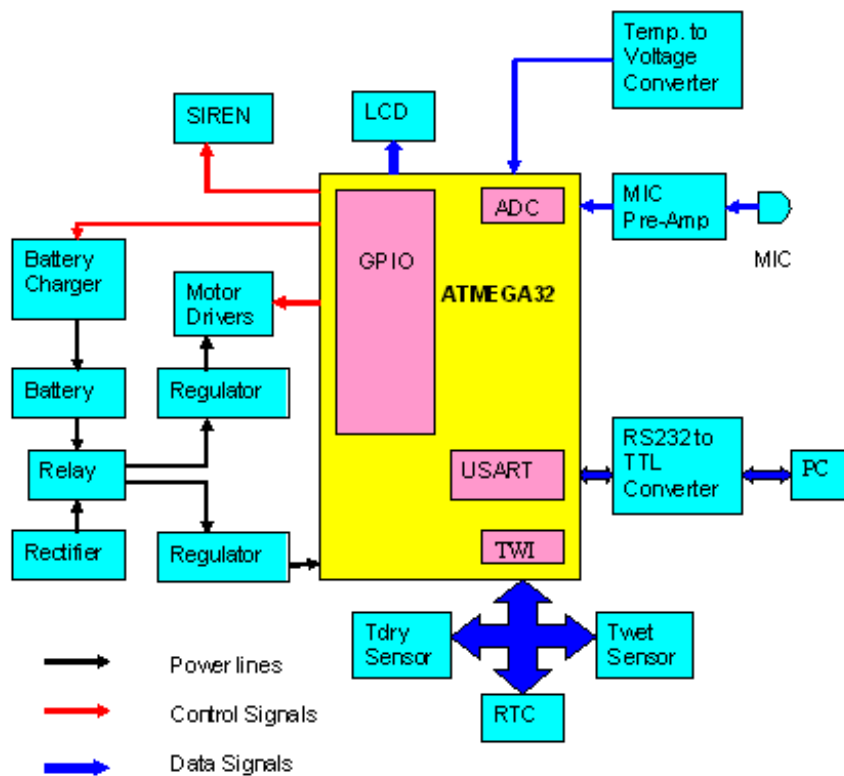 Temp. to
Voltage
Converter
SIREN
LCD
ADC
MIC
Pre-Amp
MIC
GPIO
ATMEGA32
Battery
Charger
Motor
Drivers
Battery
Regulator
Relay
RS232 to
TTL
Converter
PC
USART
Rectifier
Regulator
TWI
Tdry
Sensor
Twet
Sensor
RTC
Power lines
Control Signals
Data Signals